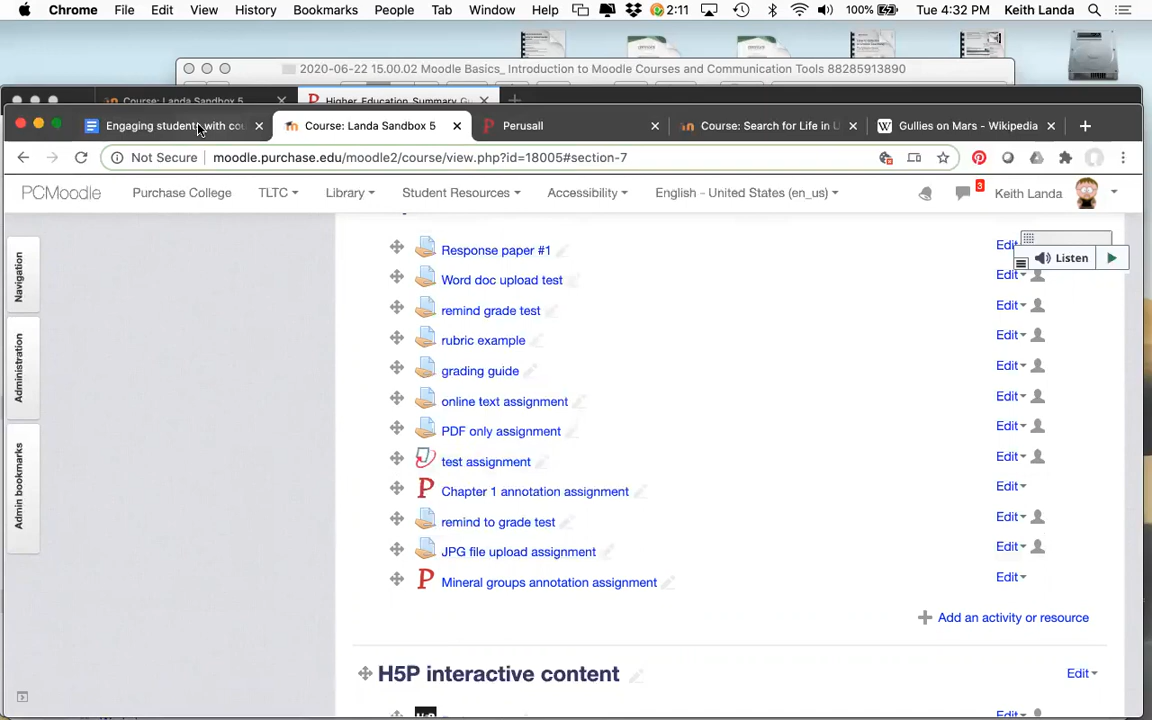 Chrome File Edit View History Bookmarks People Tab Window Help 2:11 100% Tue 4:32 PM Keith Landa
2020-06-22 15.00.02 Moodle Basics_ Introduction to Moodle Courses and Communication Tools 88285913890
Course: Landa Sandbox 5 Higher_Education_Summary_G
Engaging students with cou Course: Landa Sandbox 5 Perusall Course: Search for Life in U Gullies on Mars - Wikipedia
Not Secure moodle.purchase.edu/moodle2/course/view.php?id=18005#section-7
PCMoodle Purchase College TLTC Library Student Resources Accessibility English - United States (en_us) 3 Keith Landa
Navigation
Administration
Admin bookmarks
Response paper #1 Edit
Listen
Word doc upload test Edit
remind grade test Edit
rubric example Edit
grading guide Edit
online text assignment Edit
PDF only assignment Edit
test assignment Edit
P Chapter 1 annotation assignment Edit
remind to grade test Edit
JPG file upload assignment Edit
P Mineral groups annotation assignment Edit
Add an activity or resource
H5P interactive content Edit